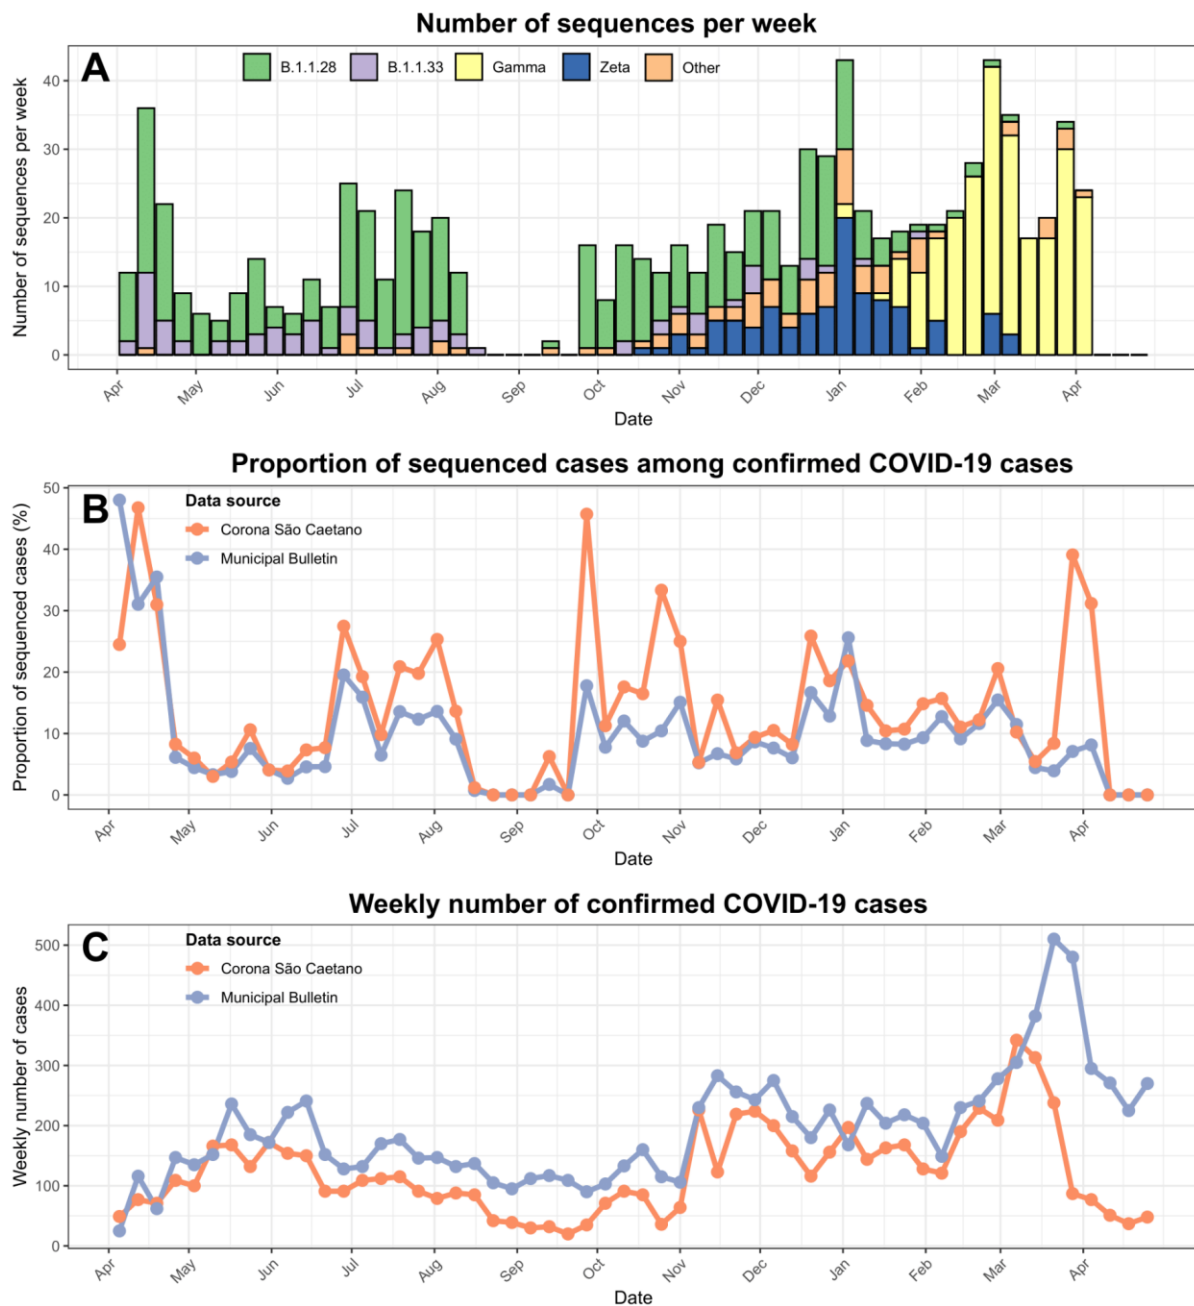 Number of sequences per week
A
B.1.1.28 B.1.1.33 Gamma Zeta Other
Number of sequences per week
40
30
20
10
0
Apr May Jun Jul Aug Sep Oct Nov Dec Jan Feb Mar Apr
Date
Proportion of sequenced cases among confirmed COVID-19 cases
B
Data source
Corona São Caetano
Municipal Bulletin
Proportion of sequenced cases (%)
50
40
30
20
10
0
Apr May Jun Jul Aug Sep Oct Nov Dec Jan Feb Mar Apr
Date
Weekly number of confirmed COVID-19 cases
C
Data source
Corona São Caetano
Municipal Bulletin
Weekly number of cases
500
400
300
200
100
0
Apr May Jun Jul Aug Sep Oct Nov Dec Jan Feb Mar Apr
Date